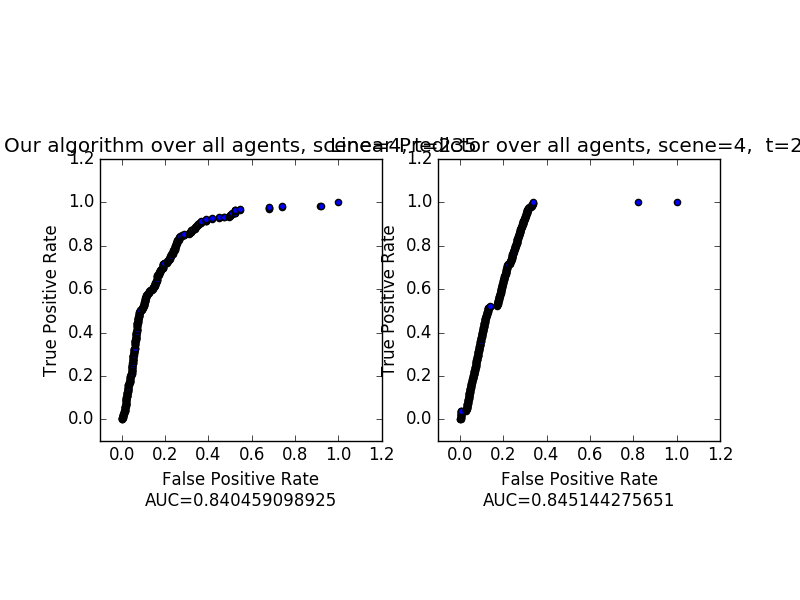 Our algorithm over all agents, scene=4, t=235
Linear Predictor over all agents, scene=4, t=2
1.2
1.0
0.8
0.6
0.4
0.2
0.0
True Positive Rate
0.0 0.2 0.4 0.6 0.8 1.0 1.2
False Positive Rate
AUC=0.840459098925
1.2
1.0
0.8
0.6
0.4
0.2
0.0
True Positive Rate
0.0 0.2 0.4 0.6 0.8 1.0 1.2
False Positive Rate
AUC=0.845144275651